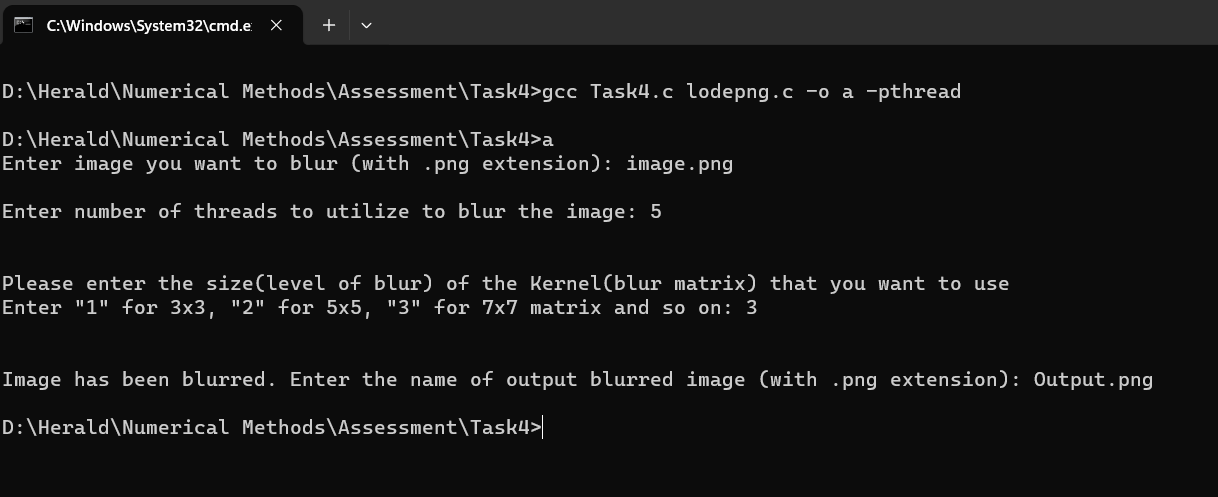 C:\Windows\System32\cmd.e
D:\Herald\Numerical Methods\Assessment\Task4>gcc Task4.c lodepng.c -o a -pthread
D:\Herald\Numerical Methods\Assessment\Task4>a
Enter image you want to blur (with .png extension): image.png
Enter number of threads to utilize to blur the image: 5
Please enter the size(level of blur) of the Kernel(blur matrix) that you want to use
Enter "1" for 3x3, "2" for 5x5, "3" for 7x7 matrix and so on: 3
Image has been blurred. Enter the name of output blurred image (with .png extension): Output.png
D:\Herald\Numerical Methods\Assessment\Task4>